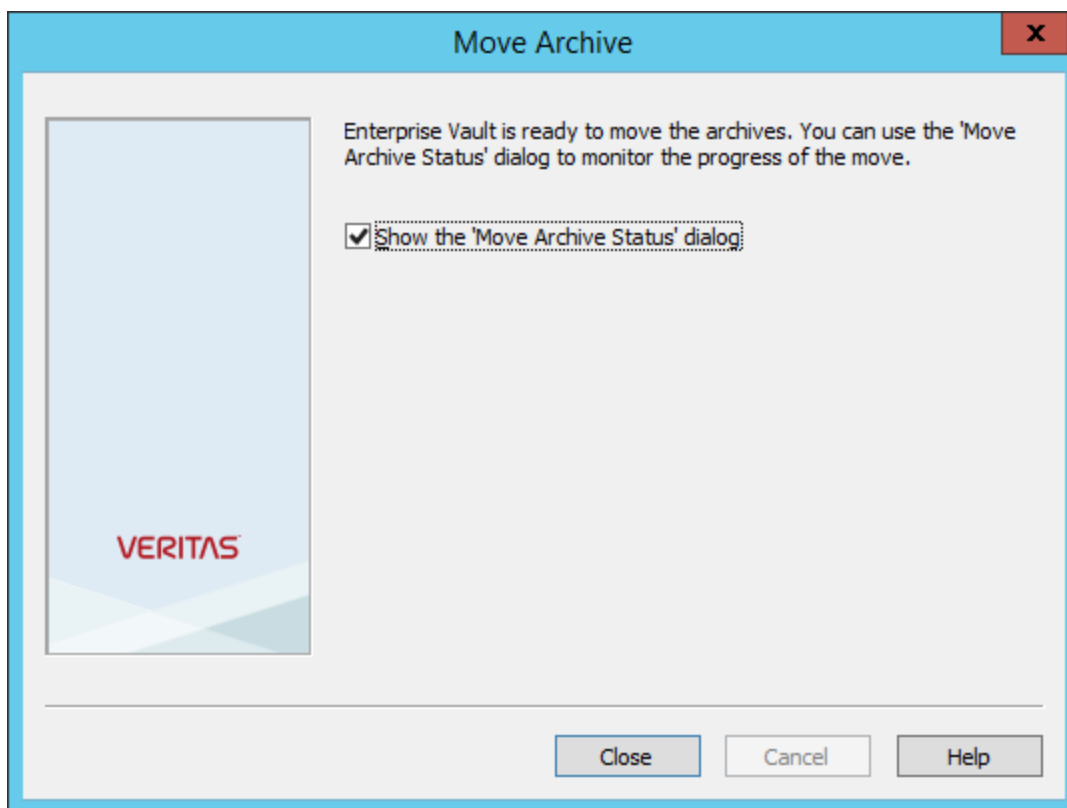 Move Archive
x
Enterprise Vault is ready to move the archives. You can use the 'Move
Archive Status' dialog to monitor the progress of the move.
Show the 'Move Archive Status' dialog
VERITAS
Close
Cancel
Help